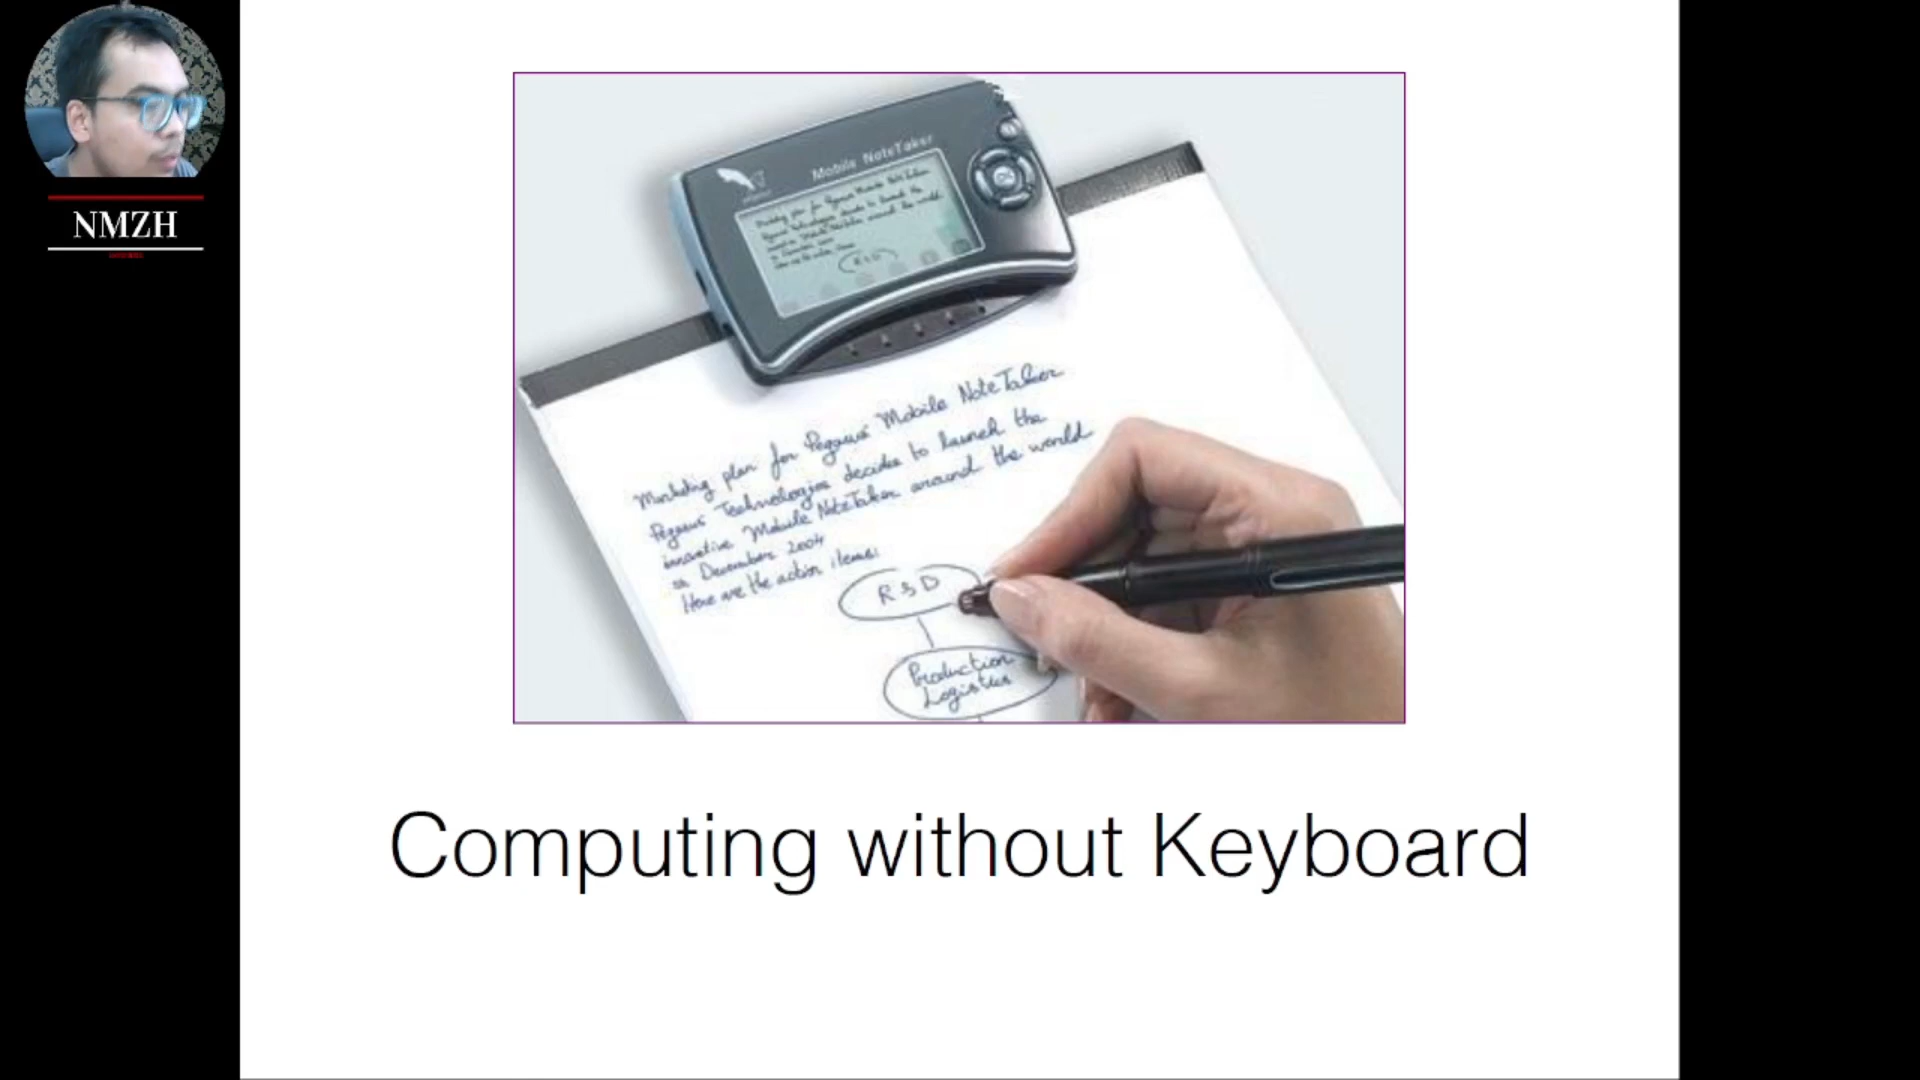 NMZH
Mobile NoteTaker
Marketing plan for Pegasus Mobile NoteTaker
Pegasus Technologies decides to launch the
innovative Mobile NoteTaker around the world
in December 2004
Here are the action items:
R&D
R & D
Production
Logistics
Computing without Keyboard